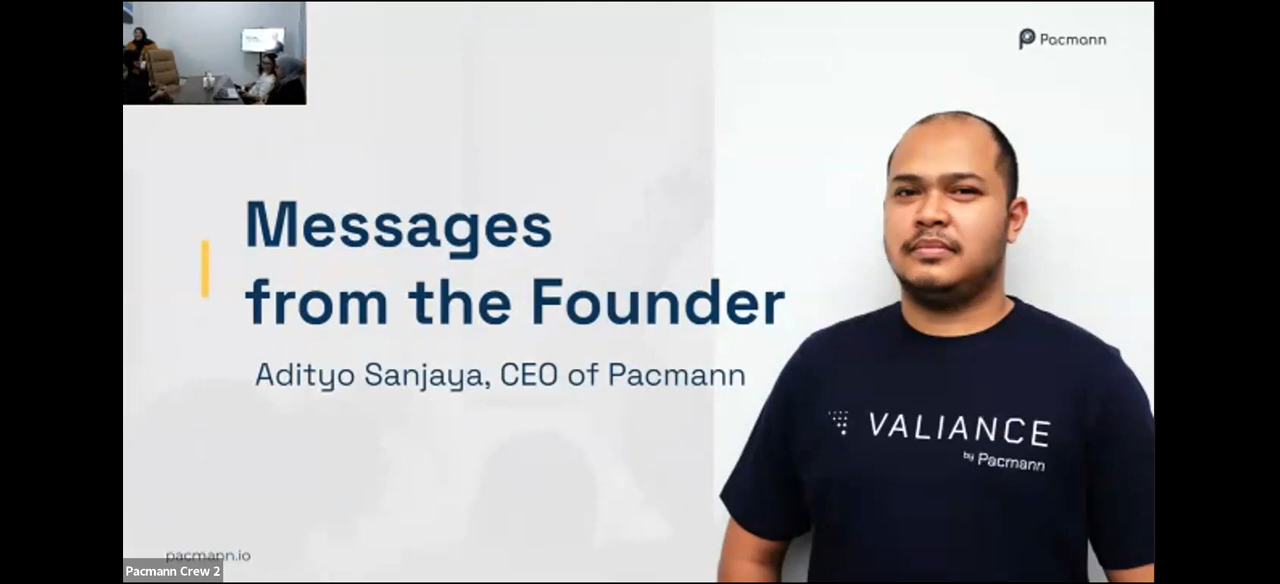 Pacmann
Messages
from the Founder
Adityo Sanjaya, CEO of Pacmann
VALIANCE
by Pacmann
pacmann.io
Pacmann Crew 2